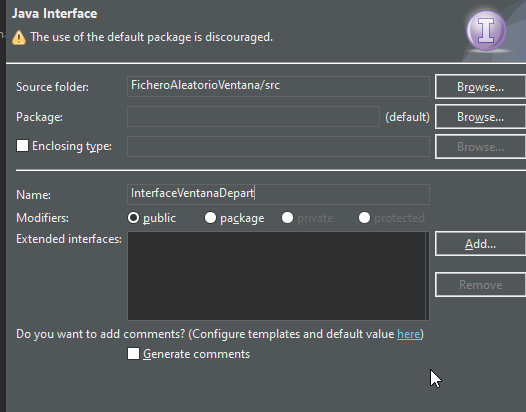 Java Interface
The use of the default package is discouraged.
Source folder: FicheroAleatorioVentana/src Browse...
Package: (default) Browse...
Enclosing type: Browse...
Name: InterfaceVentanaDepart
Modifiers: public package private protected
Extended interfaces: Add...
Remove
Do you want to add comments? (Configure templates and default value here)
Generate comments